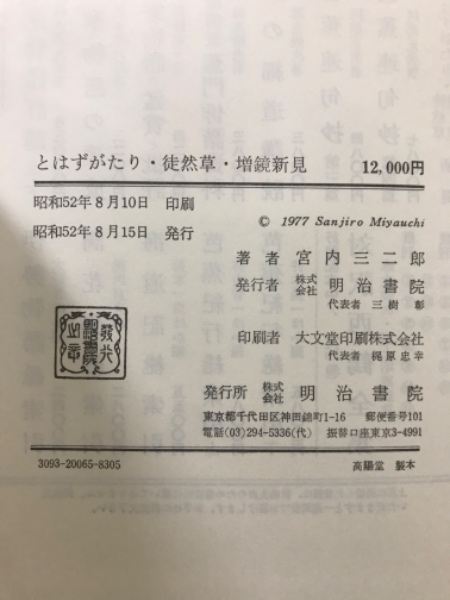 とはずがたり・徒然草・増鏡新見 12,000円
昭和52年8月10日 印刷
昭和52年8月15日 発行
© 1977 Sanjiro Miyauchi
著者 宮内三二郎
発行者 株式会社 明治書院
代表者 三樹 彰
印刷者 大文堂印刷株式会社
代表者 梶原忠幸
発行所 株式会社 明治書院
東京都千代田区神田錦町1-16 郵便番号101
電話(03)294-5336(代) 振替口座東京3-4991
3093-20065-8305
高陽堂 製本